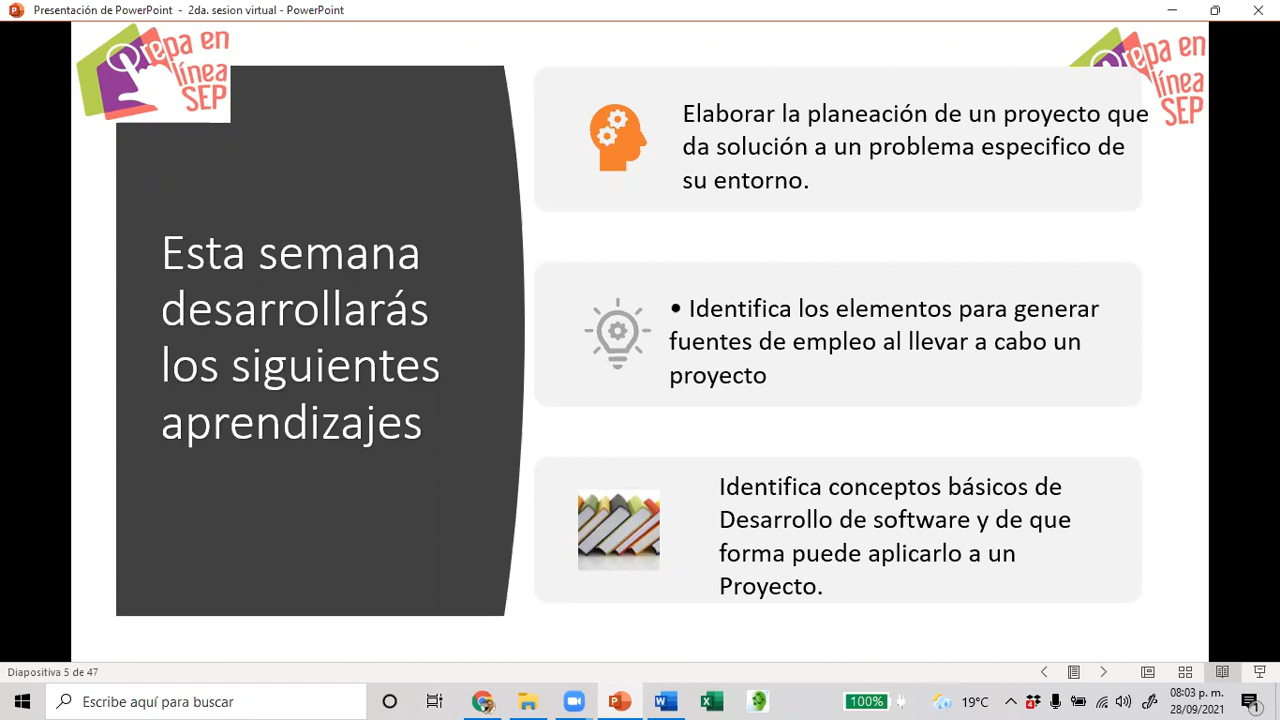 Presentación de PowerPoint - 2da. sesion virtual - PowerPoint
Prepa en
línea
SEP
Prepa en
línea
SEP
Esta semana
desarrollarás
los siguientes
aprendizajes
Elaborar la planeación de un proyecto que
da solución a un problema especifico de
su entorno.
• Identifica los elementos para generar
fuentes de empleo al llevar a cabo un
proyecto
Identifica conceptos básicos de
Desarrollo de software y de que
forma puede aplicarlo a un
Proyecto.
Diapositiva 5 de 47
Escribe aquí para buscar
100%
19°C
08:03 p. m.
28/09/2021